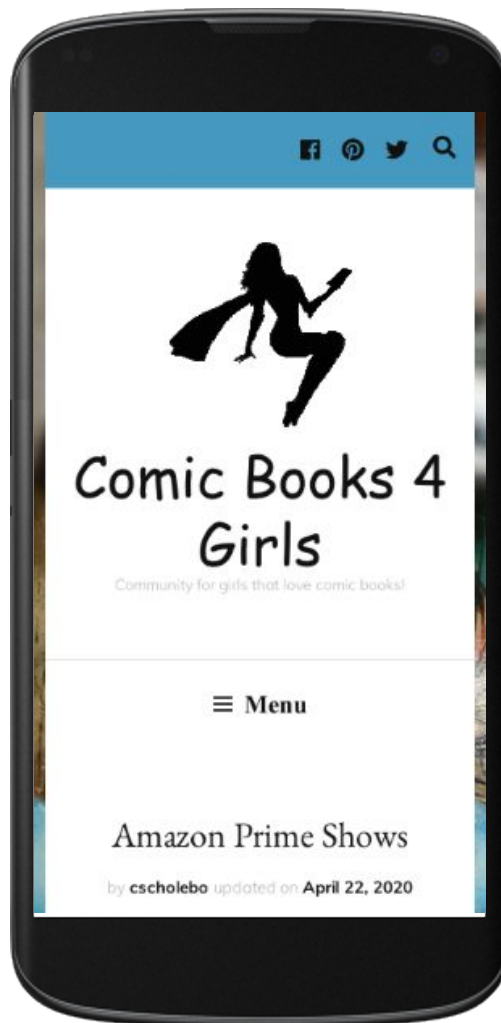 Comic Books 4
Girls
Community for girls that love comic books!
☰ Menu
Amazon Prime Shows
by cscholebo updated on April 22, 2020